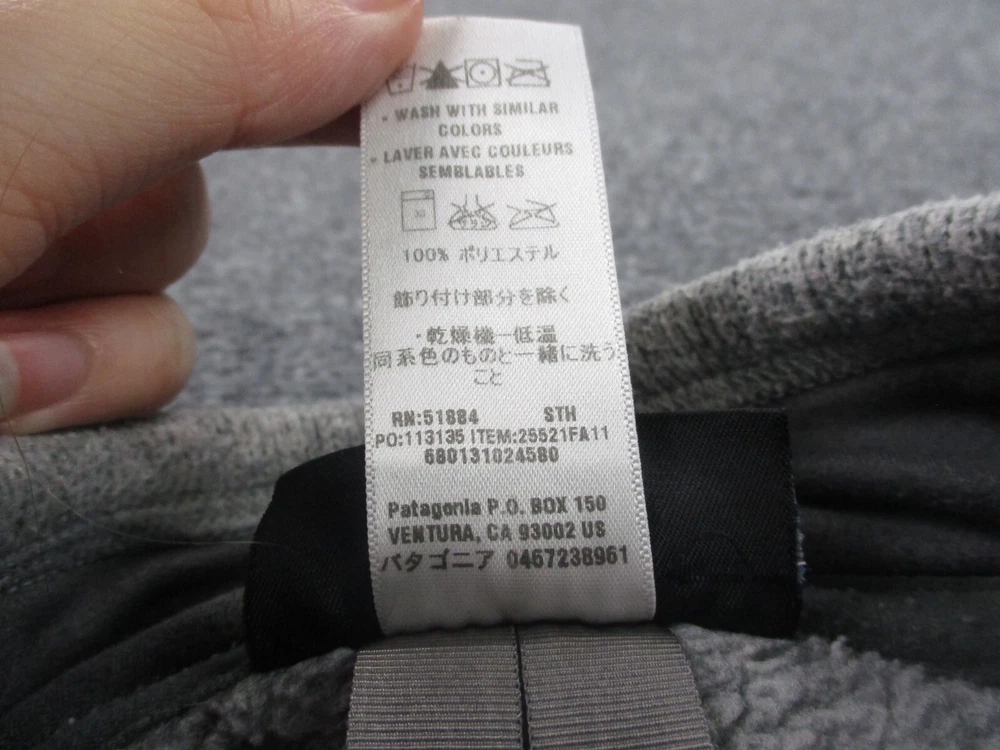 • WASH WITH SIMILAR
COLORS
• LAVER AVEC COULEURS
SEMBLABLES
100% ポリエステル
飾り付け部分を除く
・乾燥機ー低温
同系色のものと一緒に洗う
こと
RN:51884 STH
PO:113135 ITEM:25521FA11
680131024580
Patagonia P.O. BOX 150
VENTURA, CA 93002 US
パタゴニア 0467238961